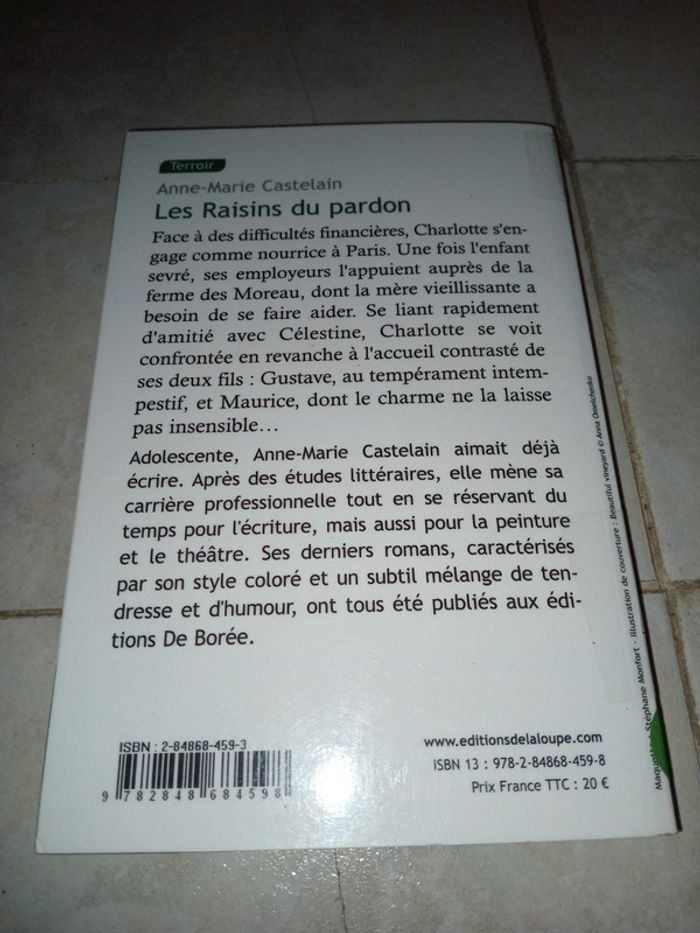 Terroir
Anne-Marie Castelain
Les Raisins du pardon
Face à des difficultés financières, Charlotte s'en-
gage comme nourrice à Paris. Une fois l'enfant
sevré, ses employeurs l'appuient auprès de la
ferme des Moreau, dont la mère vieillissante a
besoin de se faire aider. Se liant rapidement
d'amitié avec Célestine, Charlotte se voit
confrontée en revanche à l'accueil contrasté de
ses deux fils : Gustave, au tempérament intem-
pestif, et Maurice, dont le charme ne la laisse
pas insensible...
Adolescente, Anne-Marie Castelain aimait déjà
écrire. Après des études littéraires, elle mène sa
carrière professionnelle tout en se réservant du
temps pour l'écriture, mais aussi pour la peinture
et le théâtre. Ses derniers romans, caractérisés
par son style coloré et un subtil mélange de ten-
dresse et d'humour, ont tous été publiés aux édi-
tions De Borée.
ISBN : 2-84868-459-3
9 782848 684598
www.editionsdelaloupe.com
ISBN 13 : 978-2-84868-459-8
Prix France TTC : 20 €
Stéphane Monfort - Illustration de couverture : Beautiful vineyard © Anna Omelchenko